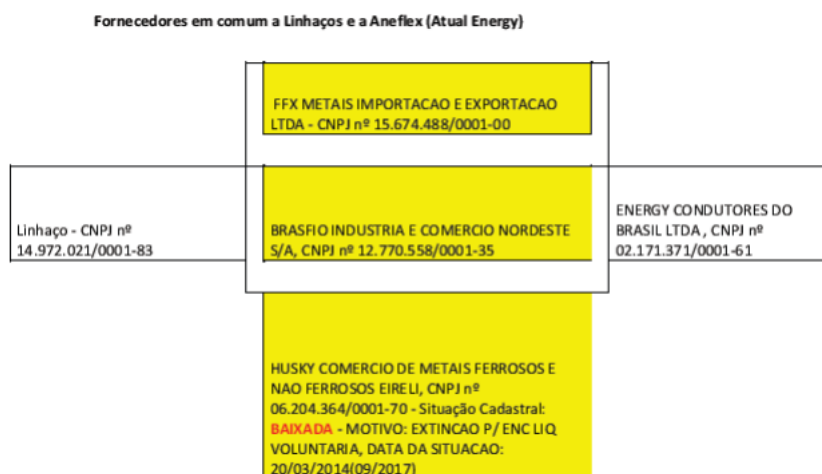 Fornecedores em comum a Linhaços e a Aneflex (Atual Energy)
FFX METAIS IMPORTACAO E EXPORTACAO
LTDA - CNPJ nº 15.674.488/0001-00
Linhaço - CNPJ nº
14.972.021/0001-83
BRASFIO INDUSTRIA E COMERCIO NORDESTE
S/A, CNPJ nº 12.770.558/0001-35
ENERGY CONDUTORES DO
BRASIL LTDA , CNPJ nº
02.171.371/0001-61
HUSKY COMERCIO DE METAIS FERROSOS E
NAO FERROSOS EIRELI, CNPJ nº
06.204.364/0001-70 - Situação Cadastral:
BAIXADA - MOTIVO: EXTINCAO P/ ENC LIQ
VOLUNTARIA, DATA DA SITUACAO:
20/03/2014(09/2017)